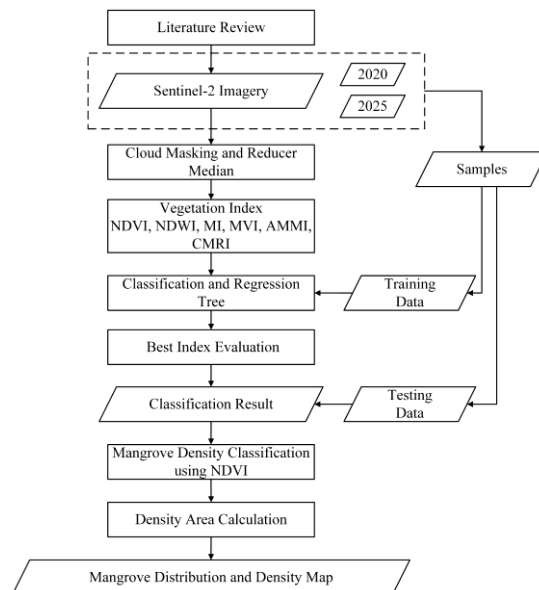 Literature Review
Sentinel-2 Imagery
2020
2025
Cloud Masking and Reducer
Median
Samples
Vegetation Index
NDVI, NDWI, MI, MVI, AMMI,
CMRI
Classification and Regression
Tree
Training
Data
Best Index Evaluation
Classification Result
Testing
Data
Mangrove Density Classification
using NDVI
Density Area Calculation
Mangrove Distribution and Density Map